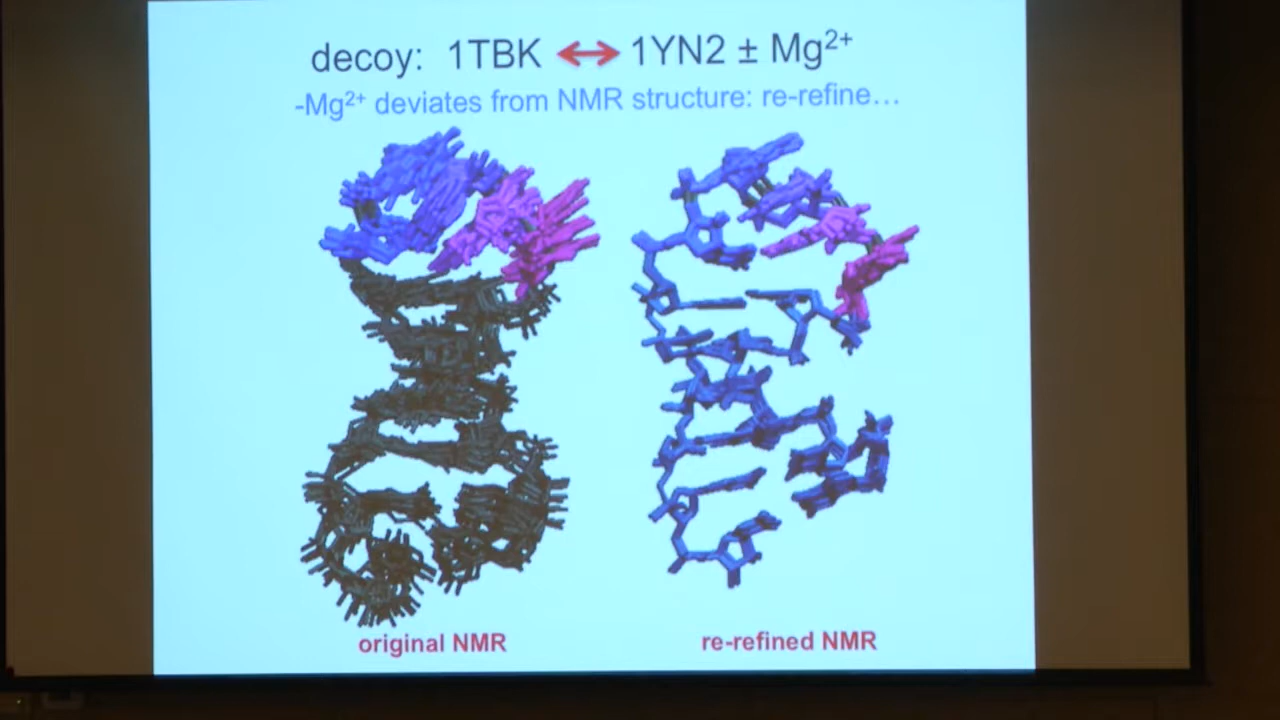 decoy: 1TBK ↔ 1YN2 ± Mg²⁺
-Mg²⁺ deviates from NMR structure: re-refine…
original NMR
re-refined NMR